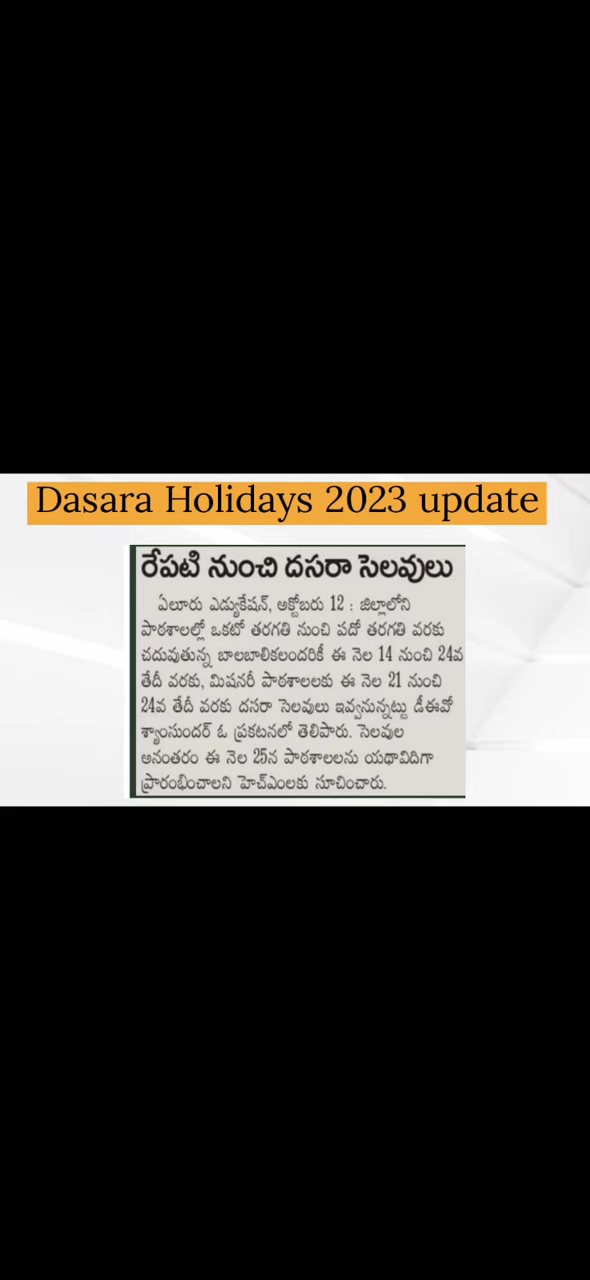 Dasara Holidays 2023 update
రేపటి నుంచి దసరా సెలవులు
ఏలూరు ఎడ్యుకేషన్, అక్టోబరు 12 : జిల్లాలోని
పాఠశాలల్లో ఒకటో తరగతి నుంచి పదో తరగతి వరకు
చదువుతున్న బాలబాలికలందరికీ ఈ నెల 14 నుంచి 24వ
తేదీ వరకు, మిషనరీ పాఠశాలలకు ఈ నెల 21 నుంచి
24వ తేదీ వరకు దసరా సెలవులు ఇవ్వనున్నట్టు డీఈవో
శ్యాంసుందర్ ఓ ప్రకటనలో తెలిపారు. సెలవుల
అనంతరం ఈ నెల 25న పాఠశాలలను యథావిదిగా
ప్రారంభించాలని హెచ్ఎంలకు సూచించారు.